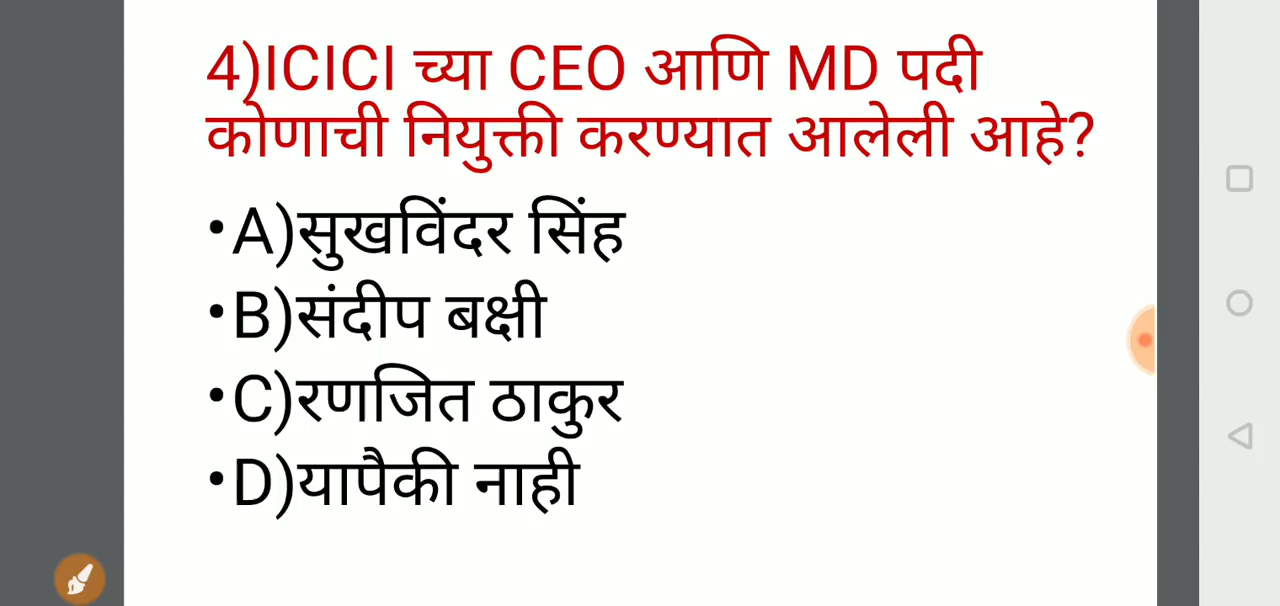 4)ICICI च्या CEO आणि MD पदी
कोणाची नियुक्ती करण्यात आलेली आहे?
•A)सुखविंदर सिंह
•B)संदीप बक्षी
•C)रणजित ठाकुर
•D)यापैकी नाही